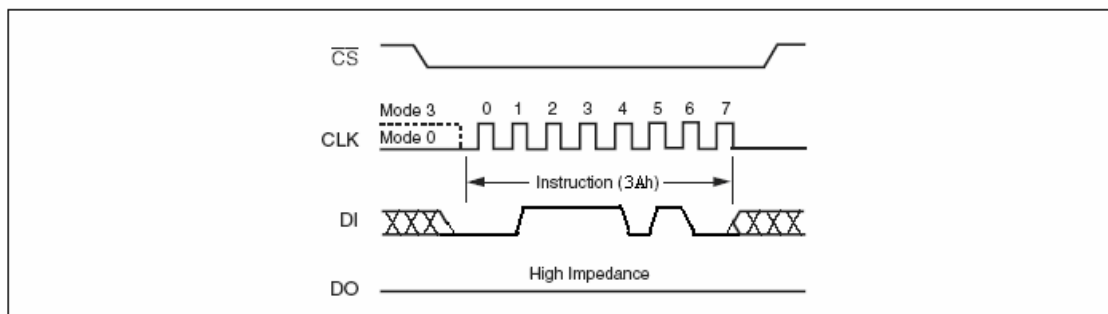 CS
Mode 3 0 1 2 3 4 5 6 7
CLK Mode 0
Instruction (3Ah)
DI
High Impedance
DO